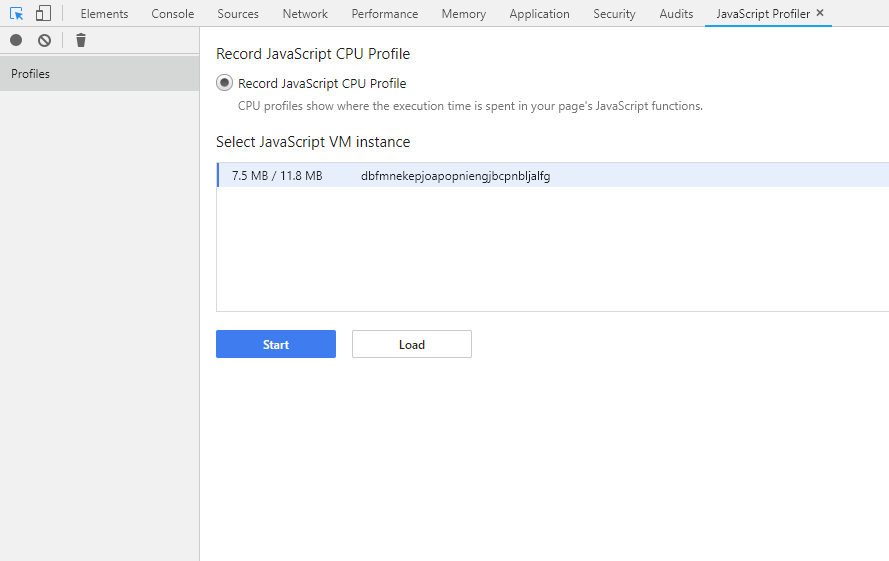 Elements Console Sources Network Performance Memory Application Security Audits JavaScript Profiler ✕
Profiles
Record JavaScript CPU Profile
Record JavaScript CPU Profile
CPU profiles show where the execution time is spent in your page's JavaScript functions.
Select JavaScript VM instance
7.5 MB / 11.8 MB dbfmnekepjoapopniengjbcpnbljalfg
Start Load